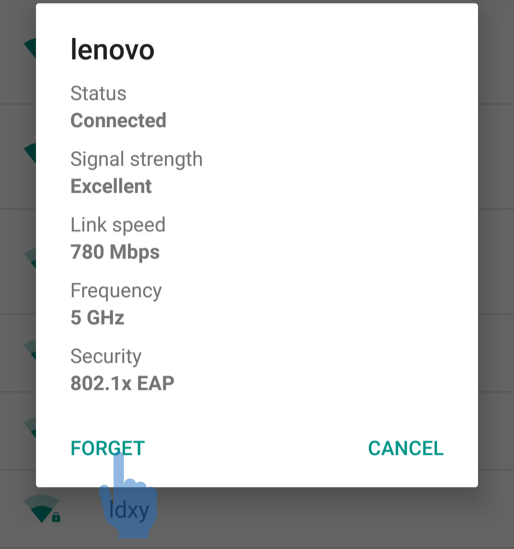 lenovo
Status
Connected
Signal strength
Excellent
Link speed
780 Mbps
Frequency
5 GHz
Security
802.1x EAP
FORGET CANCEL
ldxy